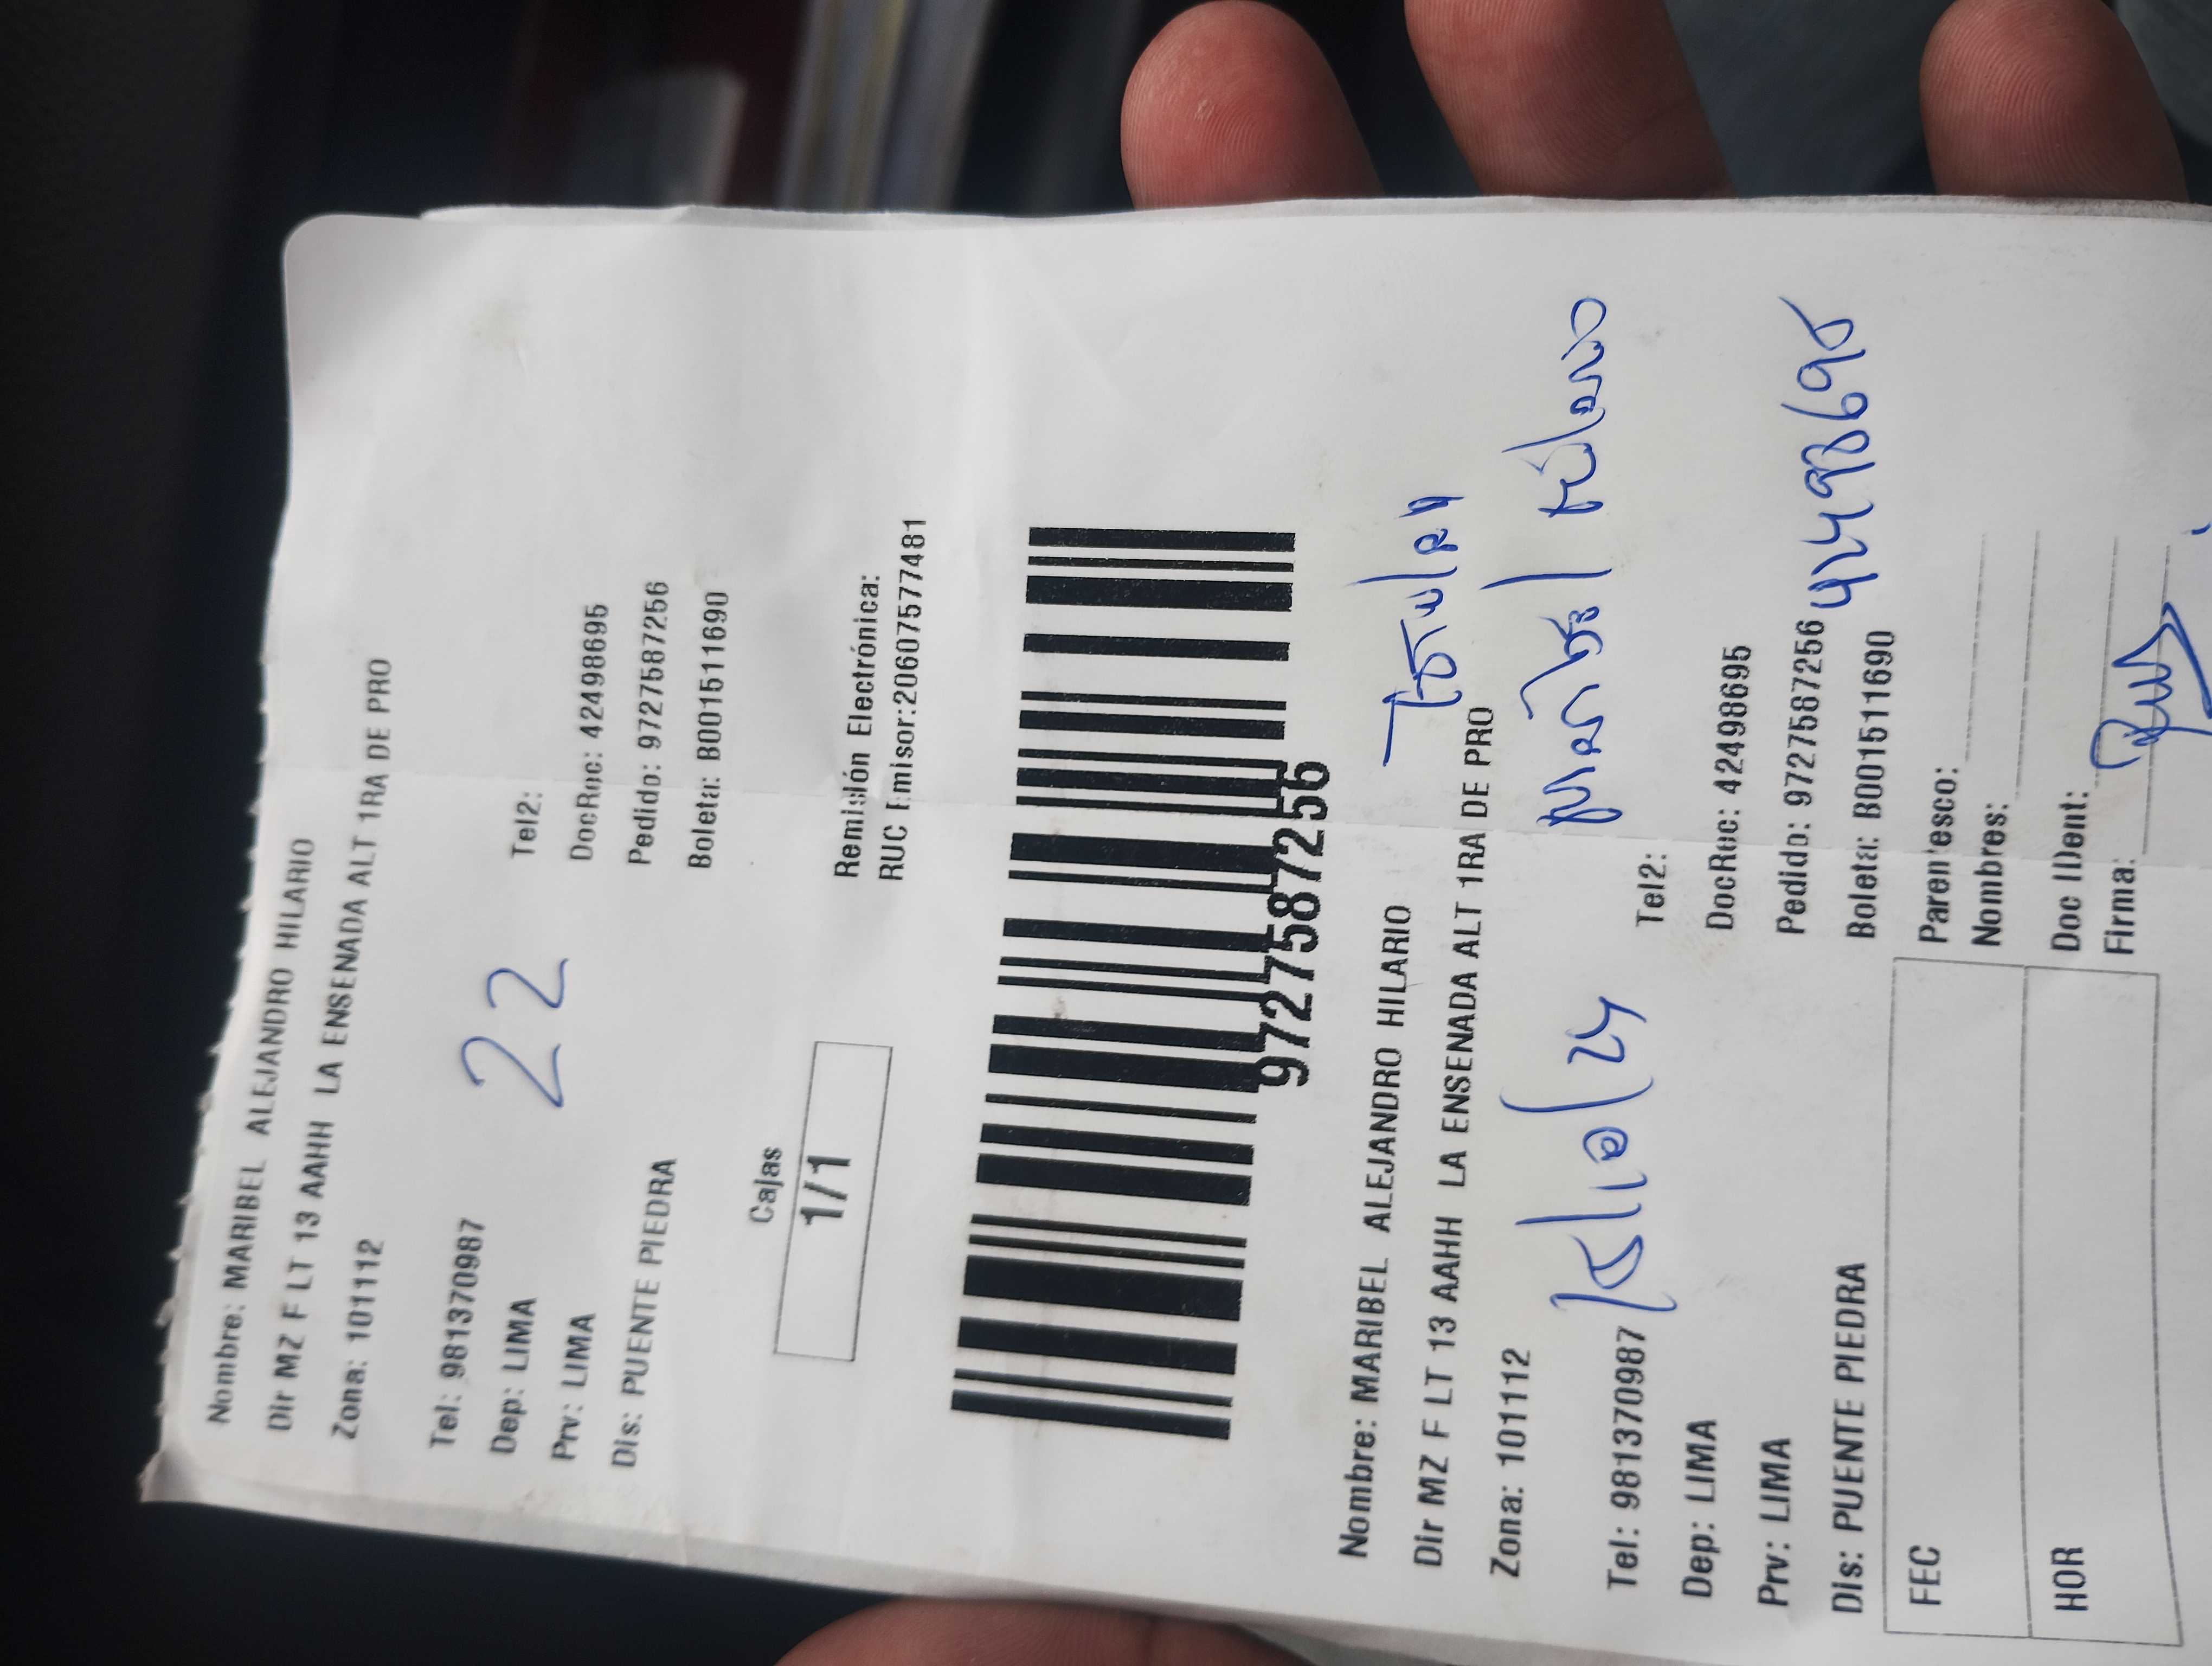 Nombre: MARIBEL ALEJANDRO HILARIO
Dir MZ F LT 13 AAHH LA ENSENADA ALT 1RA DE PRO
Zona: 101112
22
Tel: 981370987 Tel2:
Dep: LIMA DocRec: 42498695
Prv: LIMA Pedido: 9727587256
Dis: PUENTE PIEDRA Boleta: B001511690
Cajas
1/1
Remisión Electrónica:
RUC Emisor:20607577481
9727587256
Titular
Nombre: MARIBEL ALEJANDRO HILARIO
Dir MZ F LT 13 AAHH LA ENSENADA ALT 1RA DE PRO
Zona: 101112
Maribel
Tel: 981370987 Tel2:
Dep: LIMA DocRec: 42498695
Prv: LIMA Pedido: 9727587256
42498695
Dis: PUENTE PIEDRA Boleta: B001511690
FEC
Parentesco:
Nombres:
HOR
Doc IDent:
Firma: